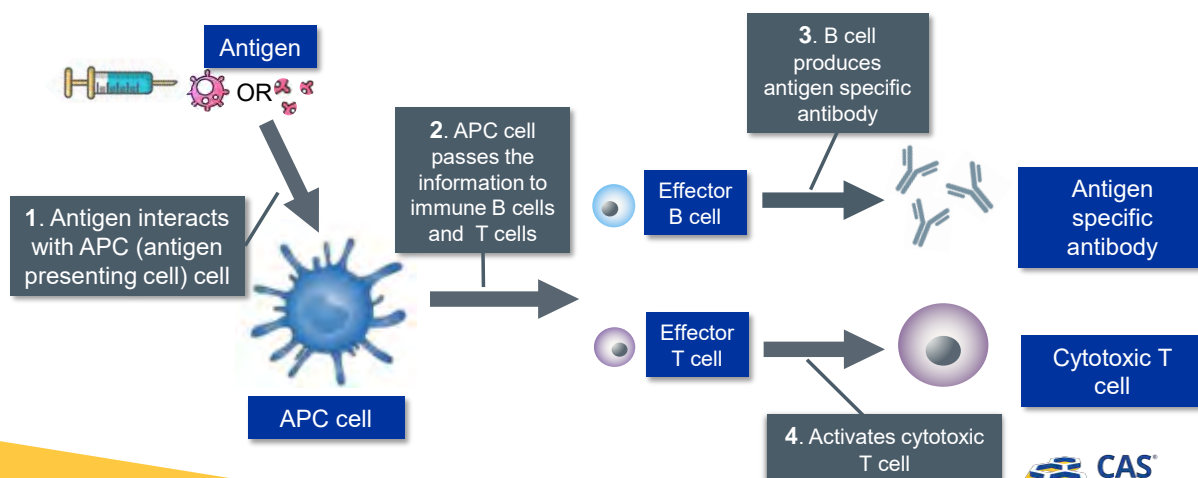 Antigen
OR
1. Antigen interacts
with APC (antigen
presenting cell) cell
APC cell
2. APC cell
passes the
information to
immune B cells
and T cells
3. B cell
produces
antigen specific
antibody
Effector
B cell
Antigen
specific
antibody
Effector
T cell
Cytotoxic T
cell
4. Activates cytotoxic
T cell
CAS®